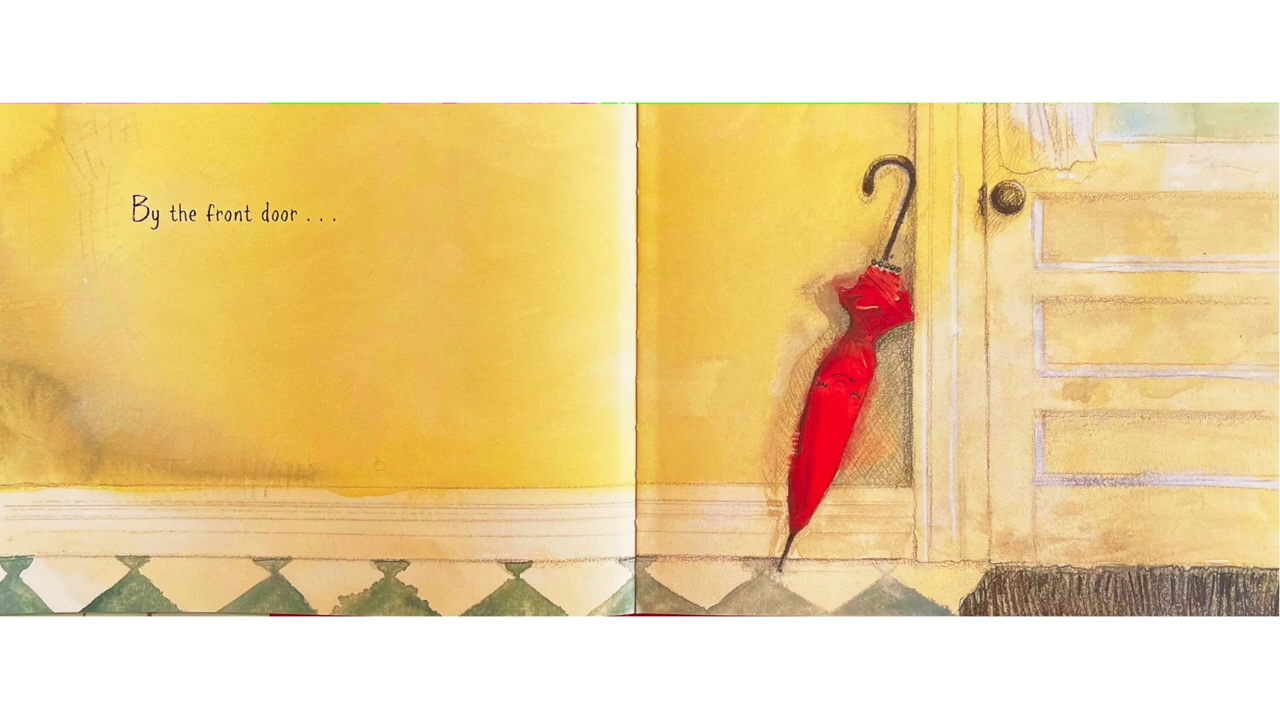 By the front door . . .